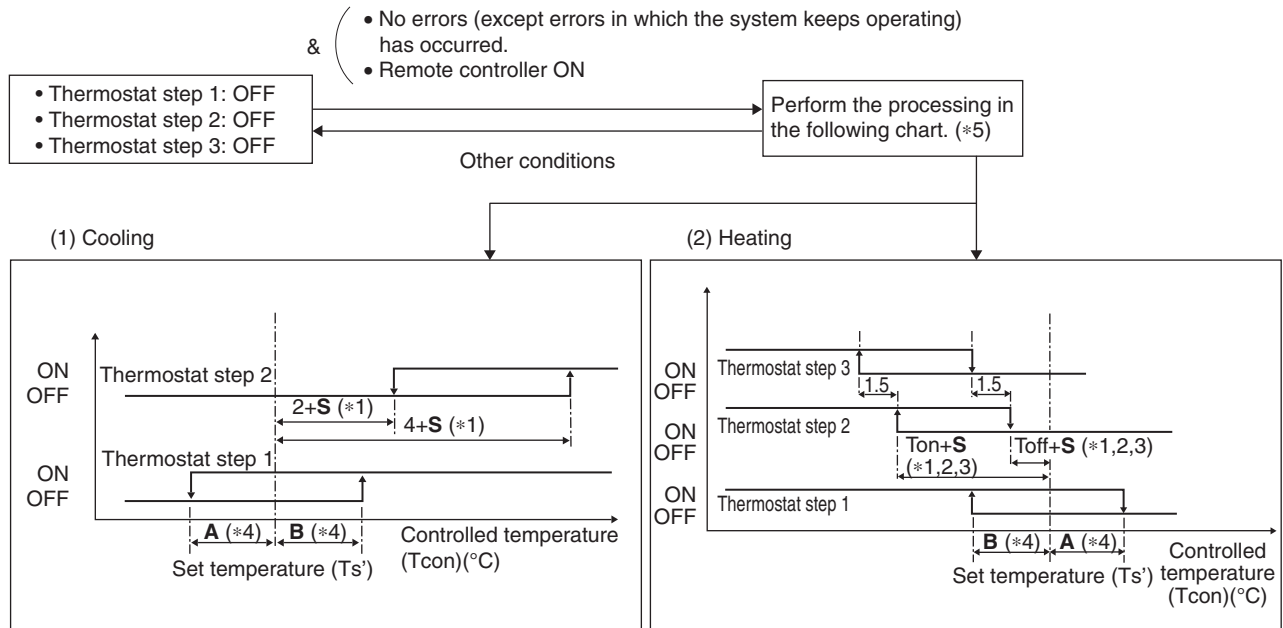 &
• No errors (except errors in which the system keeps operating)
has occurred.
• Remote controller ON
• Thermostat step 1: OFF
• Thermostat step 2: OFF
• Thermostat step 3: OFF
Perform the processing in
the following chart. (*5)
Other conditions
(1) Cooling
ON
OFF
Thermostat step 2
2+S (*1)
4+S (*1)
Thermostat step 1
ON
OFF
A (*4)
B (*4)
Controlled temperature
(Tcon)(°C)
Set temperature (Ts')
(2) Heating
ON
OFF
Thermostat step 3
1.5
1.5
ON
OFF
Thermostat step 2
Ton+S
(*1,2,3)
Toff+S (*1,2,3)
ON
OFF
Thermostat step 1
B (*4)
A (*4)
Set temperature (Ts')
Controlled
temperature
(Tcon)(°C)